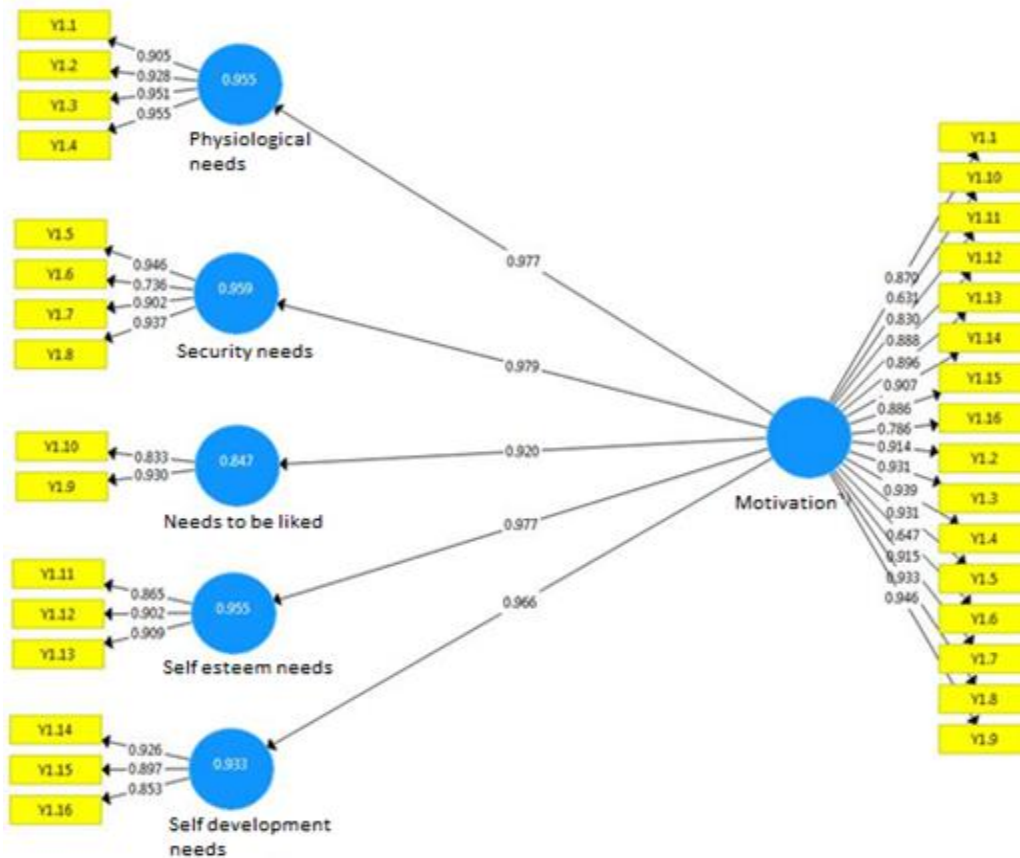 Y1.1
Y1.2
Y1.3
Y1.4
0.905
0.928
0.951
0.955
0.955
Physiological
needs
Y1.5
Y1.6
Y1.7
Y1.8
0.946
0.736
0.902
0.937
0.959
Security needs
Y1.10
Y1.9
0.833
0.930
0.847
Needs to be liked
Y1.11
Y1.12
Y1.13
0.865
0.902
0.909
0.955
Self esteem needs
Y1.14
Y1.15
Y1.16
0.926
0.897
0.853
0.933
Self development
needs
0.977
0.979
0.920
0.977
0.966
Motivation
0.870
0.631
0.830
0.888
0.896
0.907
0.886
0.786
0.914
0.931
0.939
0.931
0.647
0.915
0.933
0.946
Y1.1
Y1.10
Y1.11
Y1.12
Y1.13
Y1.14
Y1.15
Y1.16
Y1.2
Y1.3
Y1.4
Y1.5
Y1.6
Y1.7
Y1.8
Y1.9